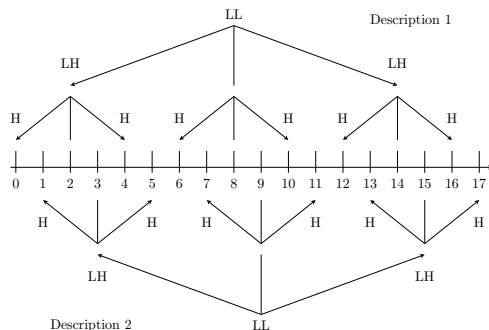 LL
Description 1
LH LH
H H H H H H
0 1 2 3 4 5 6 7 8 9 10 11 12 13 14 15 16 17
H H H H H H
LH LH
Description 2 LL